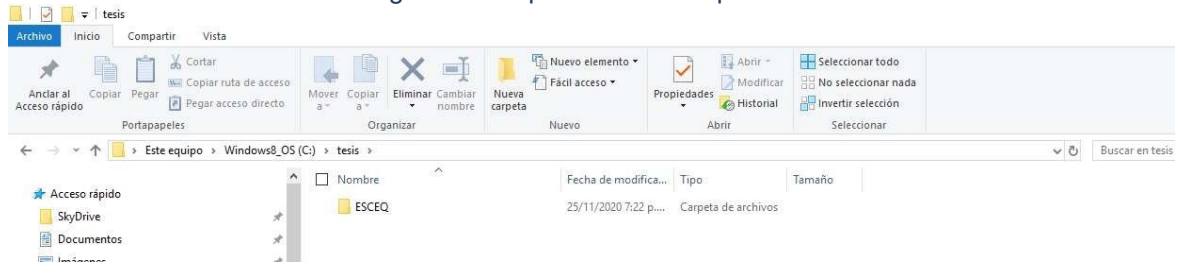 tesis
Archivo Inicio Compartir Vista
Anclar al Acceso rápido
Copiar
Pegar
Cortar
Copiar ruta de acceso
Pegar acceso directo
Portapapeles
Mover a
Copiar a
Eliminar
Cambiar nombre
Organizar
Nueva carpeta
Nuevo elemento
Fácil acceso
Nuevo
Propiedades
Abrir
Modificar
Historial
Abrir
Seleccionar todo
No seleccionar nada
Invertir selección
Seleccionar
Este equipo > Windows8_OS (C:) > tesis >
Buscar en tesis
Nombre Fecha de modifica... Tipo Tamaño
Acceso rápido
ESCEQ 25/11/2020 7:22 p.... Carpeta de archivos
SkyDrive
Documentos
Imágenes